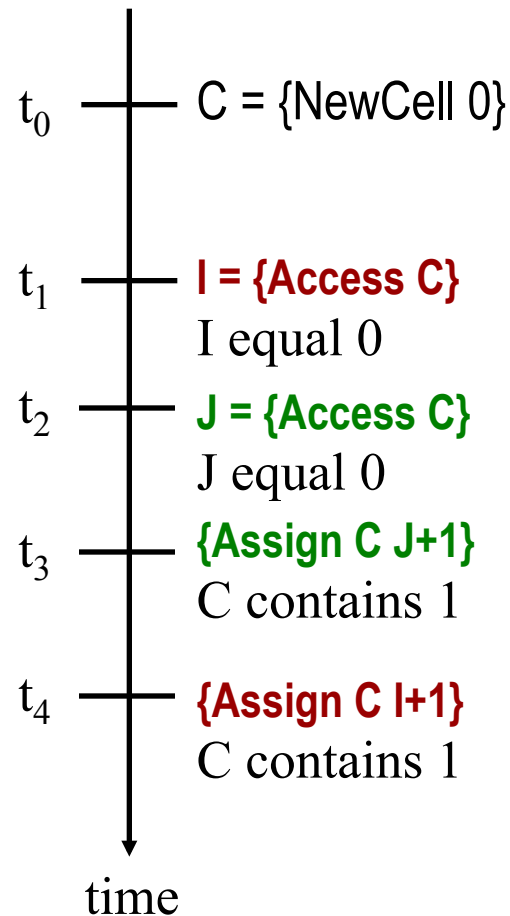 t₀ C = {NewCell 0}
t₁ I = {Access C}
I equal 0
t₂ J = {Access C}
J equal 0
t₃ {Assign C J+1}
C contains 1
t₄ {Assign C I+1}
C contains 1
time